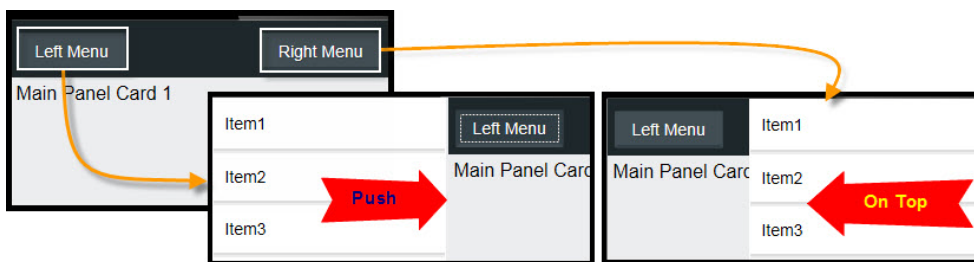 Left Menu
Right Menu
Main Panel Card 1
Item1
Item2
Item3
Push
Left Menu
Main Panel Card
Left Menu
Main Panel Card
Item1
Item2
Item3
On Top